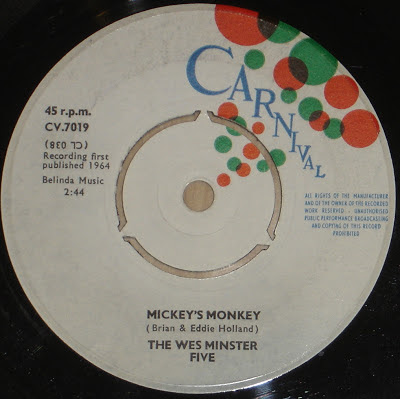 CARNIVAL
45 r.p.m.
CV.7019
(CL 038)
Recording first
published 1964
Belinda Music
2:44
ALL RIGHTS OF THE MANUFACTURER
AND OF THE OWNER OF THE RECORDED
WORK RESERVED - UNAUTHORISED
PUBLIC PERFORMANCE BROADCASTING
AND COPYING OF THIS RECORD
PROHIBITED
MICKEY'S MONKEY
(Brian & Eddie Holland)
THE WES MINSTER
FIVE